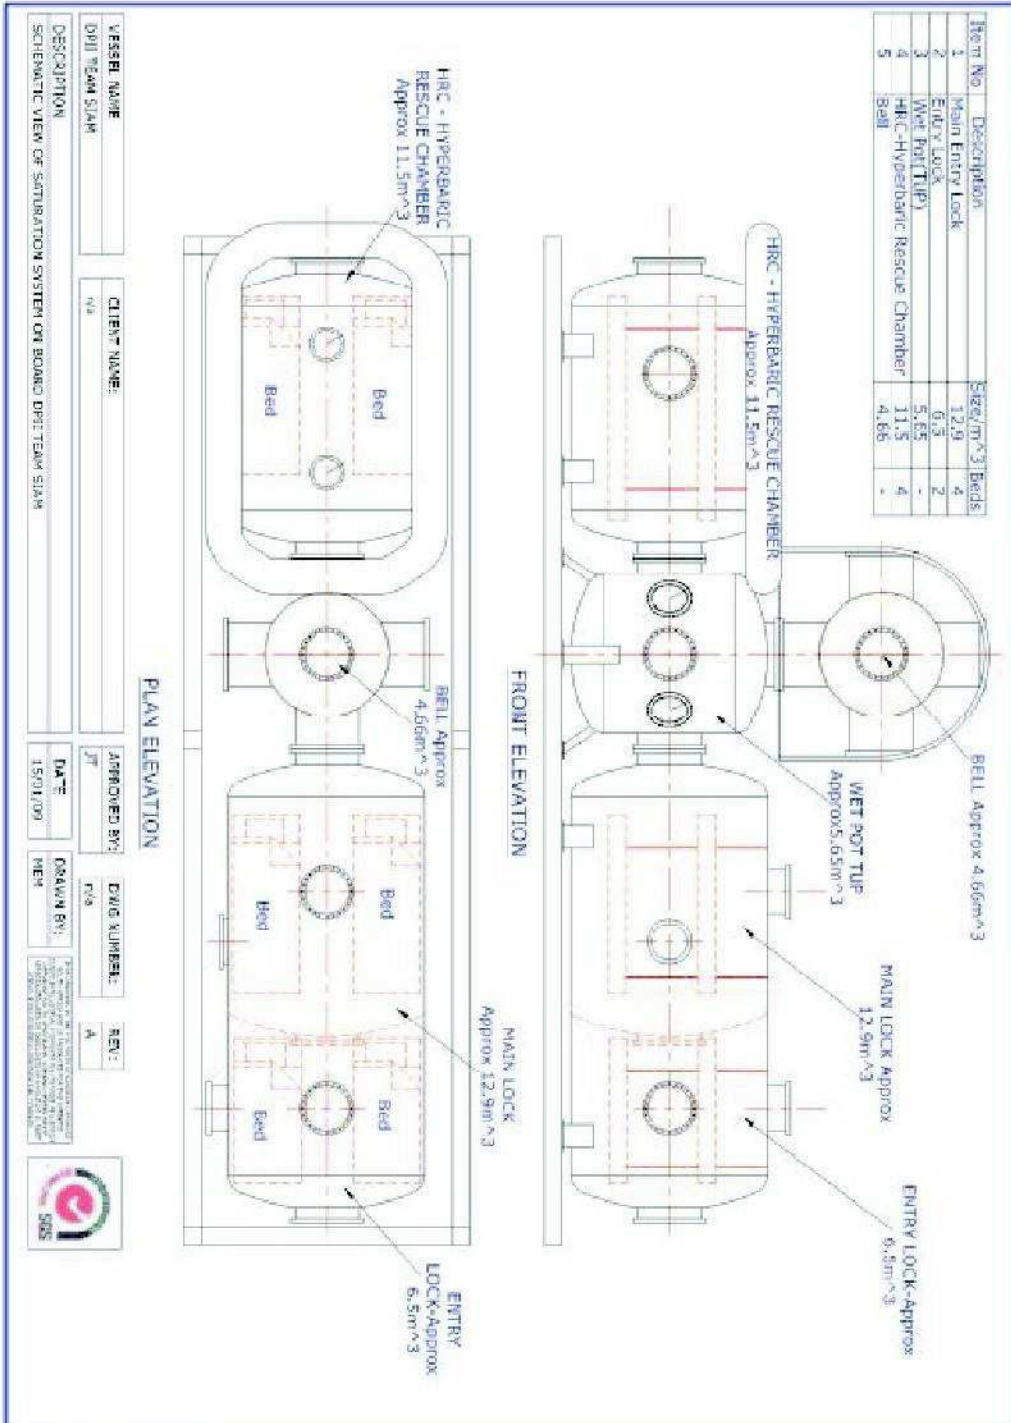 Item No Description Size/m^3 Beds
1 Main Entry Lock 12.9 4
2 Entry Lock 6.5 2
3 Wet Pot(TUP) 5.65 -
4 HRC-Hyperbaric Rescue Chamber 11.5 4
5 Bell 4.66 -
BELL Approx 4.66m^3
HRC - HYPERBARIC RESCUE CHAMBER
Approx 11.5m^3
WET POT TUP
Approx5.65m^3
MAIN LOCK Approx
12.9m^3
ENTRY LOCK-Approx
6.5m^3
FRONT ELEVATION
HRC - HYPERBARIC
RESCUE CHAMBER
Approx 11.5m^3
BELL Approx
4.66m^3
MAIN LOCK
Approx 12.9m^3
ENTRY
LOCK-Approx
6.5m^3
Bed
Bed
Bed
Bed
Bed
Bed
PLAN ELEVATION
VESSEL NAME
DPII TEAM SIAM
CLIENT NAME:
n/a
APPROVED BY:
JT
DWG NUMBER:
n/a
REV:
A
DESCRIPTION
SCHEMATIC VIEW OF SATURATION SYSTEM ON BOARD DPII TEAM SIAM
DATE
15/01/09
DRAWN BY:
MEM